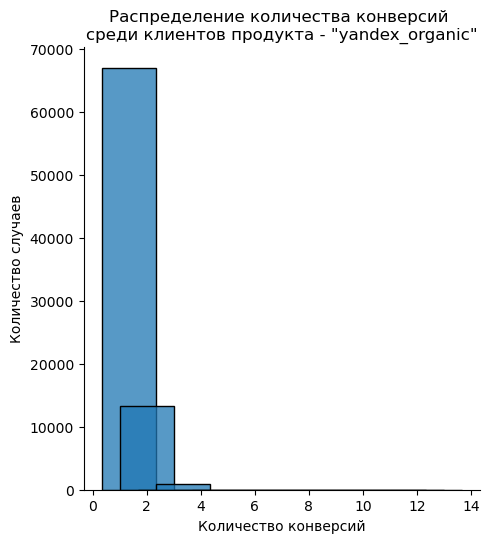 Распределение количества конверсий
среди клиентов продукта - "yandex_organic"
70000
60000
50000
40000
30000
20000
10000
0
Количество случаев
0 2 4 6 8 10 12 14
Количество конверсий